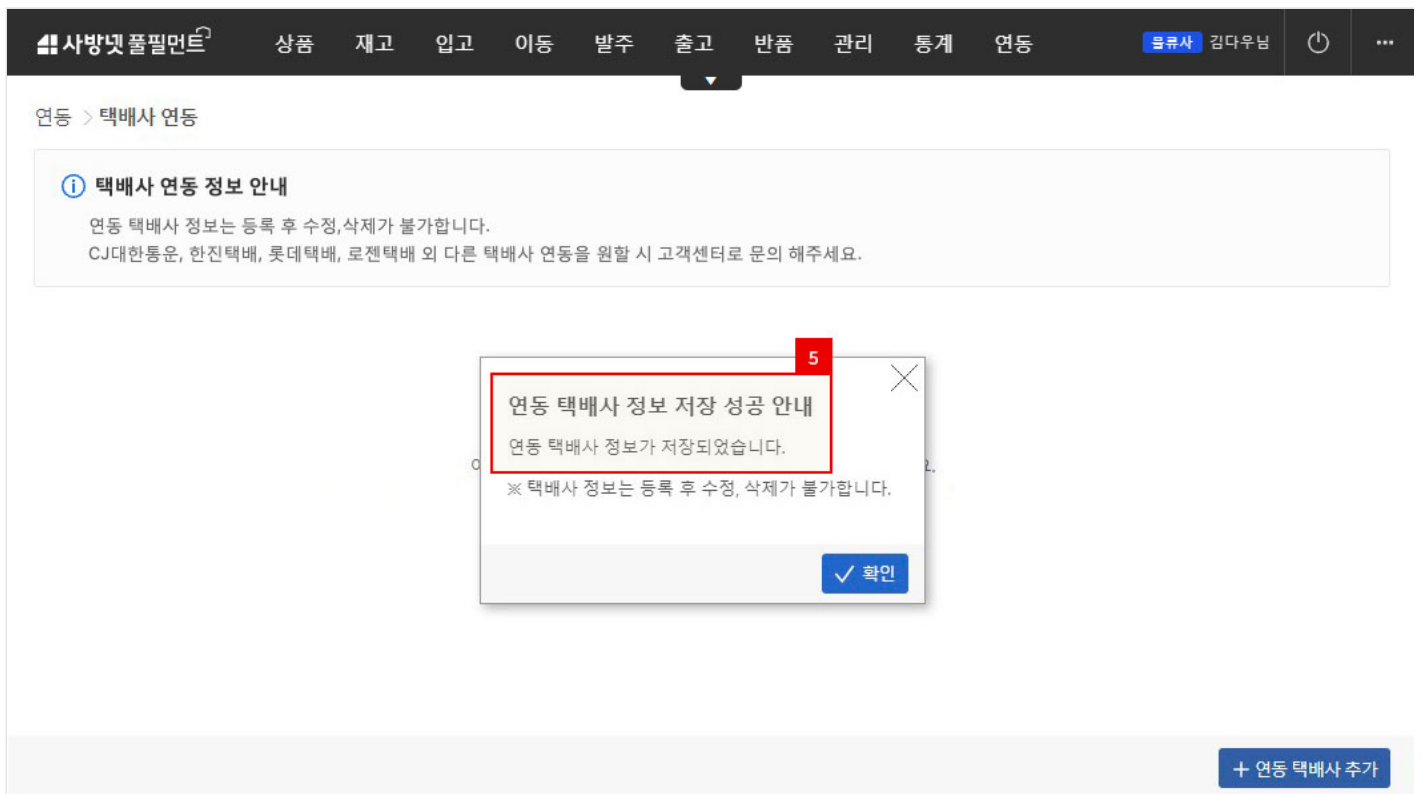 사방넷 풀필먼트 상품 재고 입고 이동 발주 출고 반품 관리 통계 연동 물류사 김다우님 ...
▼
연동 > 택배사 연동
택배사 연동 정보 안내
연동 택배사 정보는 등록 후 수정,삭제가 불가합니다.
CJ대한통운, 한진택배, 롯데택배, 로젠택배 외 다른 택배사 연동을 원할 시 고객센터로 문의 해주세요.
5
연동 택배사 정보 저장 성공 안내
연동 택배사 정보가 저장되었습니다.
※ 택배사 정보는 등록 후 수정, 삭제가 불가합니다.
확인
+ 연동 택배사 추가